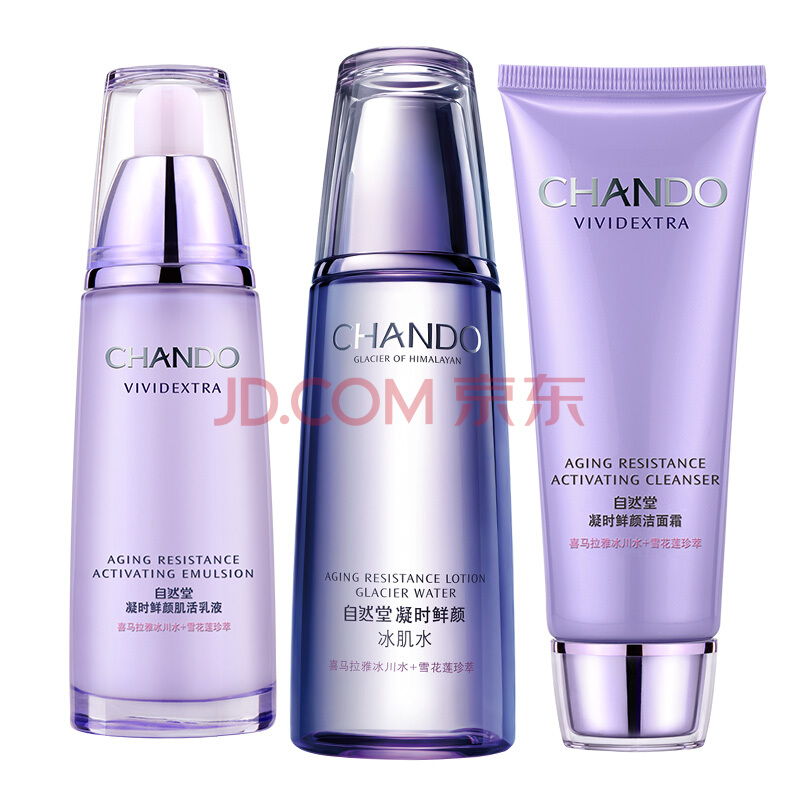 CHANDO
VIVIDEXTRA
AGING RESISTANCE
ACTIVATING EMULSION
自然堂
凝时鲜颜肌活乳液
喜马拉雅冰川水+雪花莲珍萃
CHANDO
GLACIER OF HIMALAYAN
AGING RESISTANCE LOTION
GLACIER WATER
自然堂 凝时鲜颜
冰肌水
喜马拉雅冰川水+雪花莲珍萃
CHANDO
VIVIDEXTRA
AGING RESISTANCE
ACTIVATING CLEANSER
自然堂
凝时鲜颜洁面霜
喜马拉雅冰川水+雪花莲珍萃
JD.COM 京东